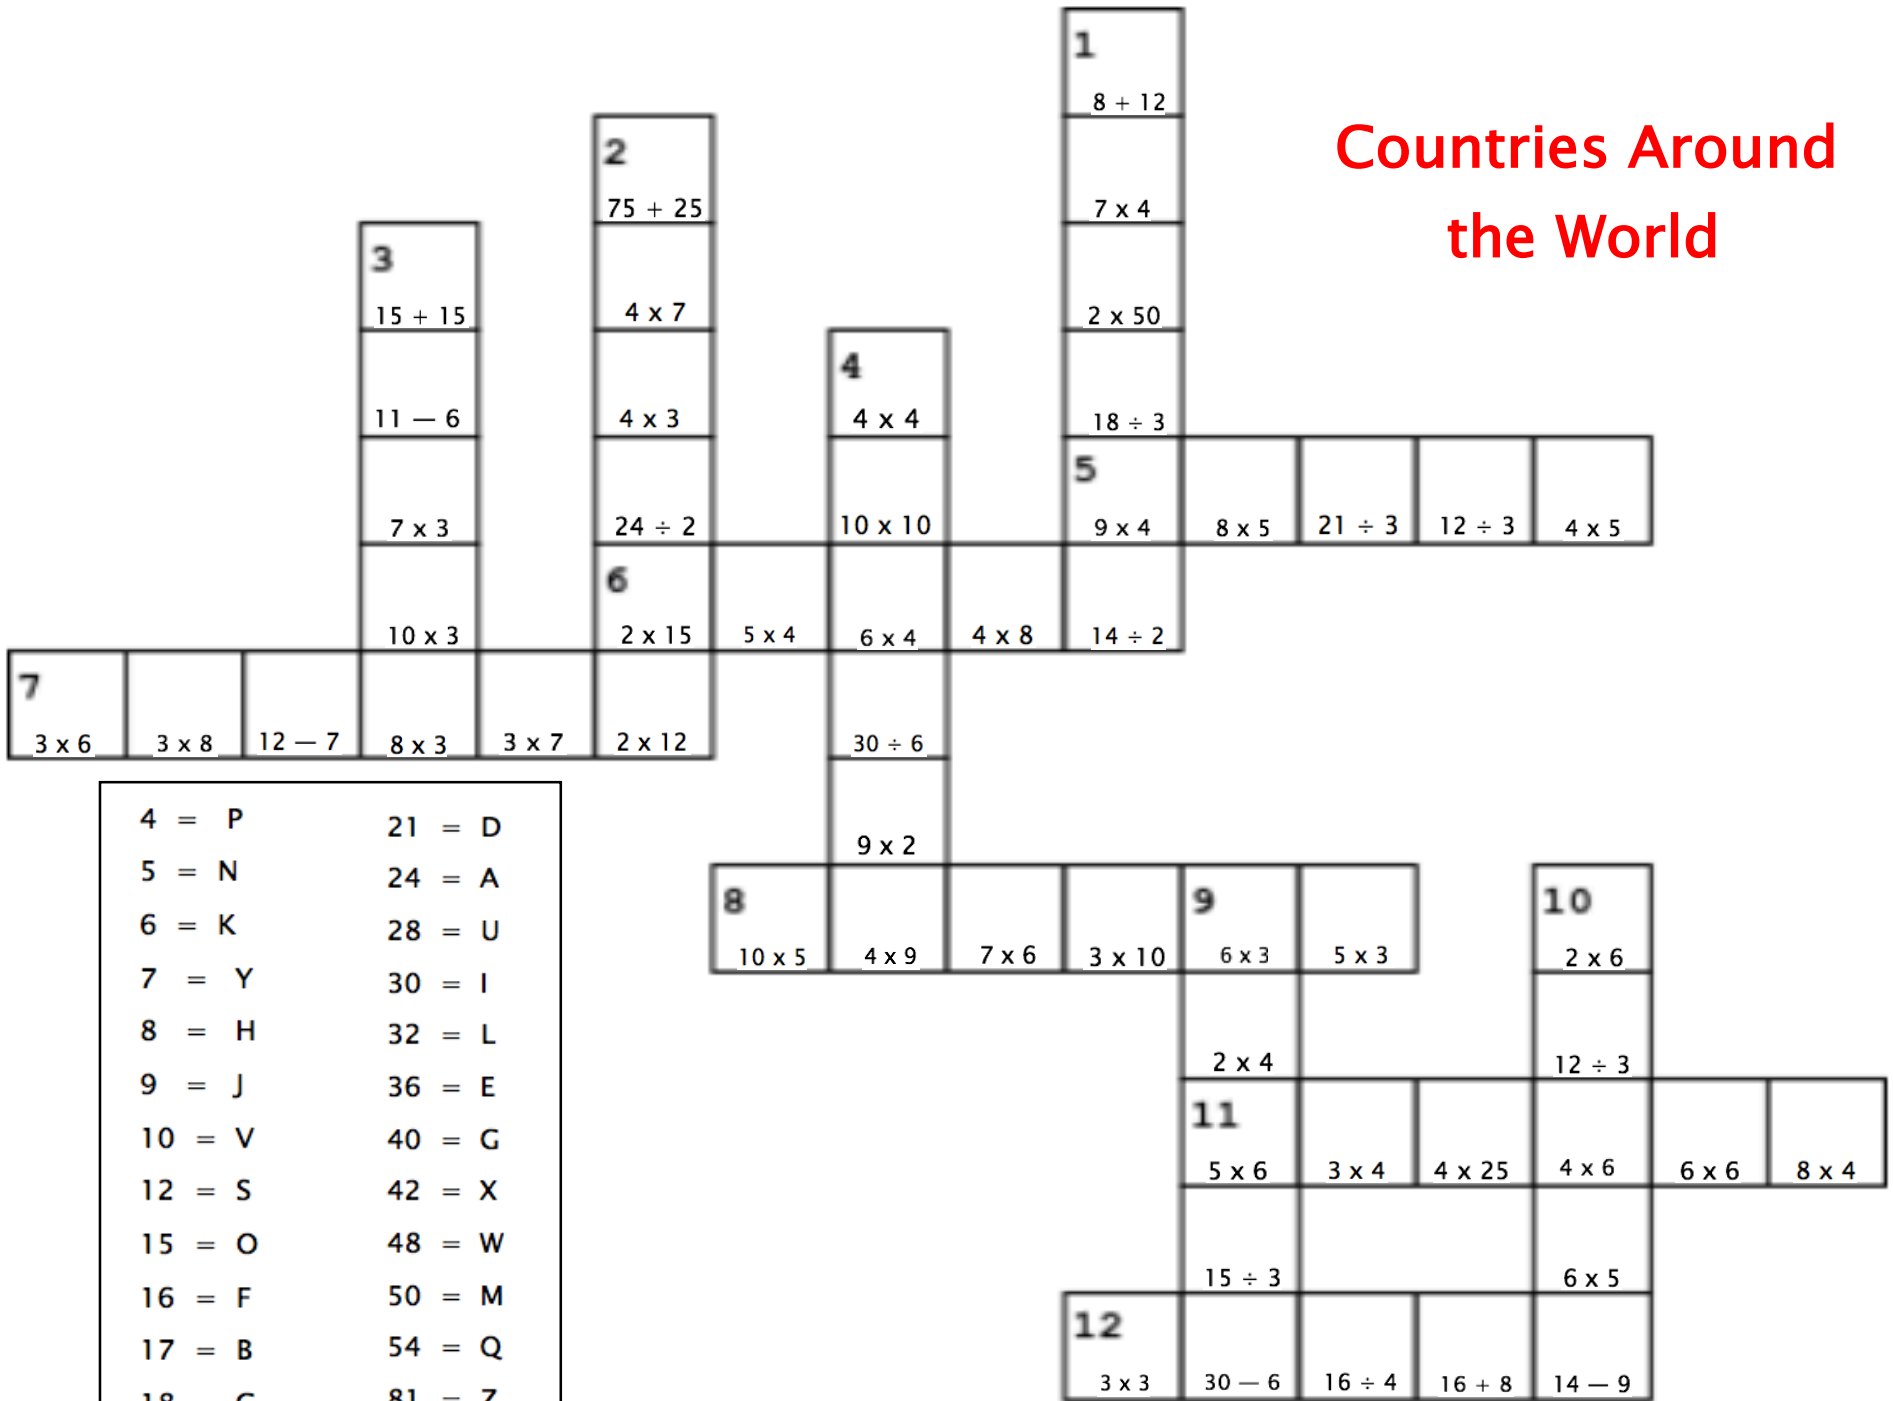 1
8 + 12
Countries Around
the World
2
75 + 25
7 x 4
3
15 + 15
4 x 7
2 x 50
4
11 — 6
4 x 3
4 x 4
18 ÷ 3
5
7 x 3
24 ÷ 2
10 x 10
9 x 4
8 x 5
21 ÷ 3
12 ÷ 3
4 x 5
6
10 x 3
2 x 15
5 x 4
6 x 4
4 x 8
14 ÷ 2
7
3 x 6
3 x 8
12 — 7
8 x 3
3 x 7
2 x 12
30 ÷ 6
9 x 2
8
9
10
10 x 5
4 x 9
7 x 6
3 x 10
6 x 3
5 x 3
2 x 6
2 x 4
12 ÷ 3
11
5 x 6
3 x 4
4 x 25
4 x 6
6 x 6
8 x 4
15 ÷ 3
6 x 5
12
3 x 3
30 — 6
16 ÷ 4
16 + 8
14 — 9
4 = P
5 = N
6 = K
7 = Y
8 = H
9 = J
10 = V
12 = S
15 = O
16 = F
17 = B
21 = D
24 = A
28 = U
30 = I
32 = L
36 = E
40 = G
42 = X
48 = W
50 = M
54 = Q